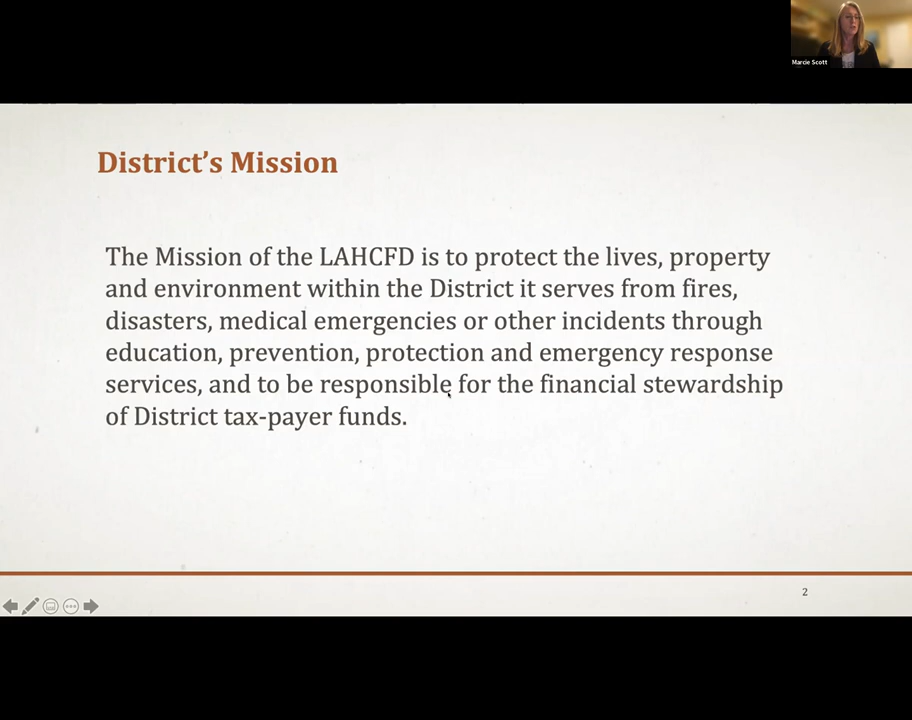 Marcie Scott
District’s Mission
The Mission of the LAHCFD is to protect the lives, property
and environment within the District it serves from fires,
disasters, medical emergencies or other incidents through
education, prevention, protection and emergency response
services, and to be responsible for the financial stewardship
of District tax-payer funds.
2